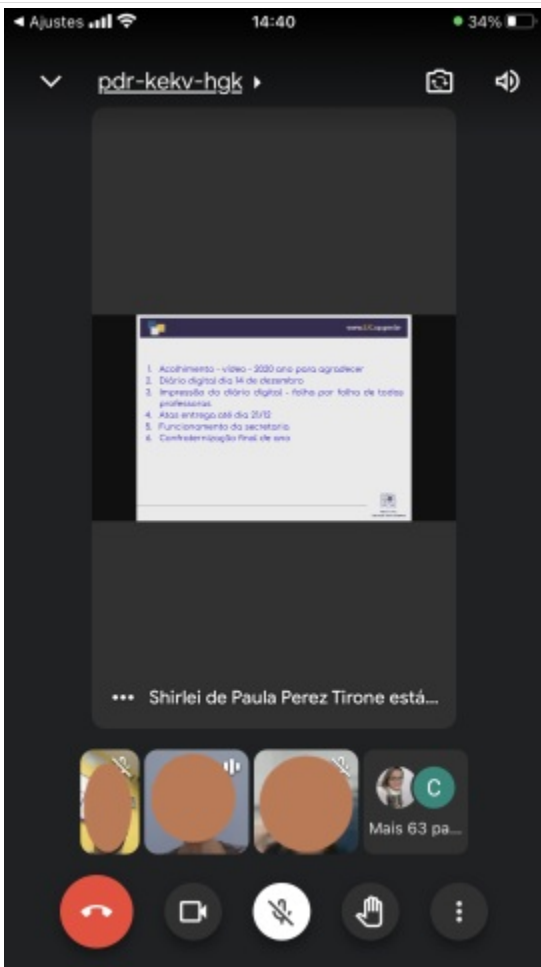 Ajustes 14:40 34%
pdr-kekv-hgk
1. Acolhimento - vídeo - 2020 ano para agradecer
2. Diário digital dia 14 de dezembro
3. Impressão do diário digital - folha por folha de todas
professoras
4. Atas entrega até dia 21/12
5. Funcionamento da secretaria
6. Confraternização final de ano
Shirlei de Paula Perez Tirone está...
C
Mais 63 pa...